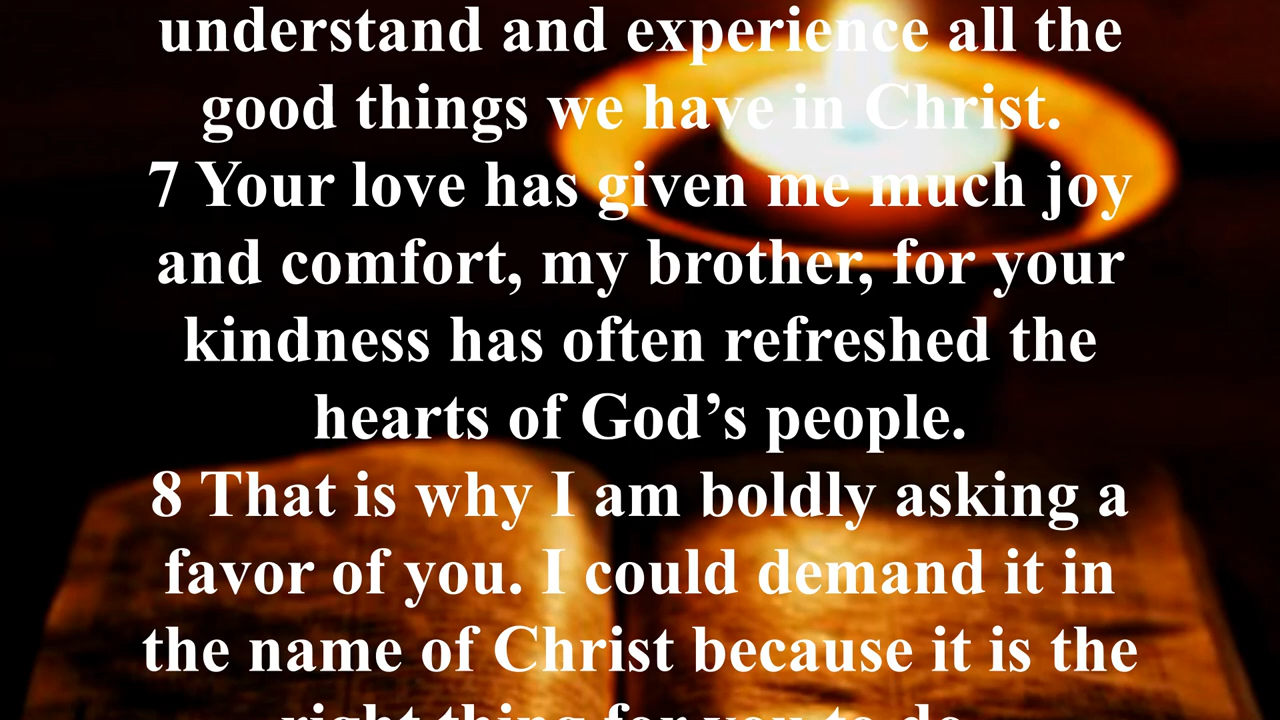 understand and experience all the
good things we have in Christ.
7 Your love has given me much joy
and comfort, my brother, for your
kindness has often refreshed the
hearts of God’s people.
8 That is why I am boldly asking a
favor of you. I could demand it in
the name of Christ because it is the
right thing for you to do.